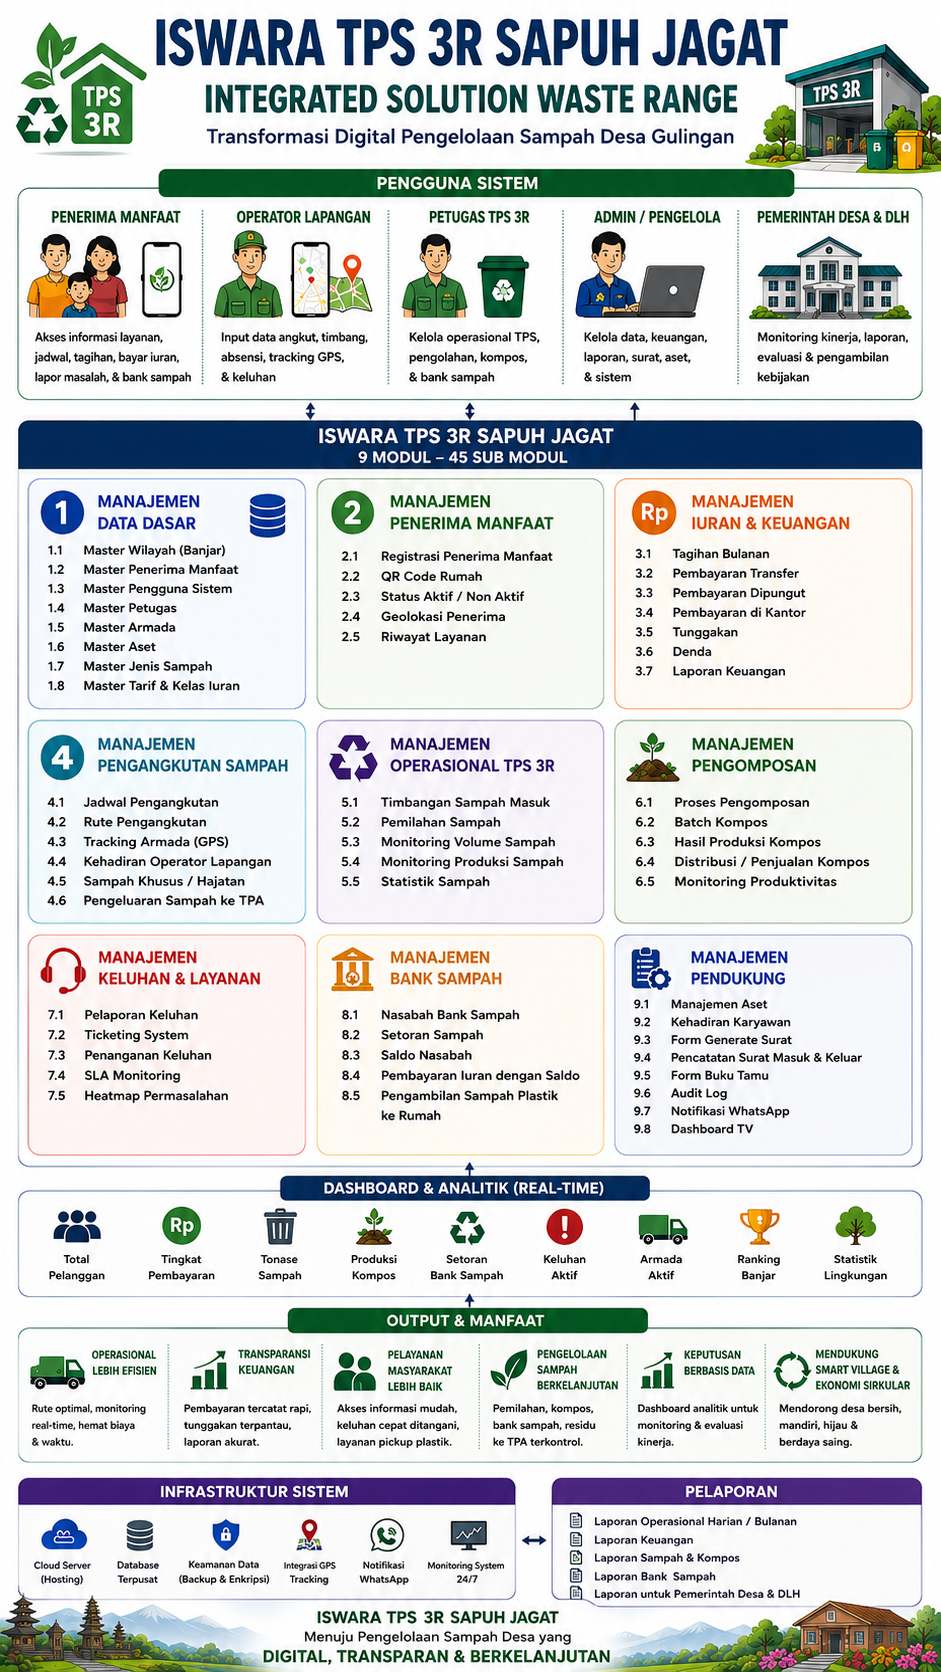 ISWARA TPS 3R SAPUH JAGAT
INTEGRATED SOLUTION WASTE RANGE
Transformasi Digital Pengelolaan Sampah Desa Gulingan
TPS
3R
TPS 3R
PENGGUNA SISTEM
PENERIMA MANFAAT
Akses informasi layanan,
jadwal, tagihan, bayar iuran,
lapor masalah, & bank sampah
OPERATOR LAPANGAN
Input data angkut, timbang,
absensi, tracking GPS,
& keluhan
PETUGAS TPS 3R
Kelola operasional TPS,
pengolahan, kompos,
& bank sampah
ADMIN / PENGELOLA
Kelola data, keuangan,
laporan, surat, aset,
& sistem
PEMERINTAH DESA & DLH
Monitoring kinerja, laporan,
evaluasi & pengambilan
kebijakan
ISWARA TPS 3R SAPUH JAGAT
9 MODUL – 45 SUB MODUL
1
MANAJEMEN
DATA DASAR
1.1 Master Wilayah (Banjar)
1.2 Master Penerima Manfaat
1.3 Master Pengguna Sistem
1.4 Master Petugas
1.5 Master Armada
1.6 Master Aset
1.7 Master Jenis Sampah
1.8 Master Tarif & Kelas Iuran
2
MANAJEMEN
PENERIMA MANFAAT
2.1 Registrasi Penerima Manfaat
2.2 QR Code Rumah
2.3 Status Aktif / Non Aktif
2.4 Geolokasi Penerima
2.5 Riwayat Layanan
Rp
MANAJEMEN
IURAN & KEUANGAN
3.1 Tagihan Bulanan
3.2 Pembayaran Transfer
3.3 Pembayaran Dipungut
3.4 Pembayaran di Kantor
3.5 Tunggakan
3.6 Denda
3.7 Laporan Keuangan
4
MANAJEMEN
PENGANGKUTAN SAMPAH
4.1 Jadwal Pengangkutan
4.2 Rute Pengangkutan
4.3 Tracking Armada (GPS)
4.4 Kehadiran Operator Lapangan
4.5 Sampah Khusus / Hajatan
4.6 Pengeluaran Sampah ke TPA
MANAJEMEN
OPERASIONAL TPS 3R
5.1 Timbangan Sampah Masuk
5.2 Pemilahan Sampah
5.3 Monitoring Volume Sampah
5.4 Monitoring Produksi Sampah
5.5 Statistik Sampah
MANAJEMEN
PENGOMPOSAN
6.1 Proses Pengomposan
6.2 Batch Kompos
6.3 Hasil Produksi Kompos
6.4 Distribusi / Penjualan Kompos
6.5 Monitoring Produktivitas
MANAJEMEN
KELUHAN & LAYANAN
7.1 Pelaporan Keluhan
7.2 Ticketing System
7.3 Penanganan Keluhan
7.4 SLA Monitoring
7.5 Heatmap Permasalahan
MANAJEMEN
BANK SAMPAH
8.1 Nasabah Bank Sampah
8.2 Setoran Sampah
8.3 Saldo Nasabah
8.4 Pembayaran Iuran dengan Saldo
8.5 Pengambilan Sampah Plastik
ke Rumah
MANAJEMEN
PENDUKUNG
9.1 Manajemen Aset
9.2 Kehadiran Karyawan
9.3 Form Generate Surat
9.4 Pencatatan Surat Masuk & Keluar
9.5 Form Buku Tamu
9.6 Audit Log
9.7 Notifikasi WhatsApp
9.8 Dashboard TV
DASHBOARD & ANALITIK (REAL-TIME)
Total
Pelanggan
Rp
Tingkat
Pembayaran
Tonase
Sampah
Produksi
Kompos
Setoran
Bank Sampah
Keluhan
Aktif
Armada
Aktif
Ranking
Banjar
Statistik
Lingkungan
OUTPUT & MANFAAT
OPERASIONAL
LEBIH EFISIEN
Rute optimal, monitoring
real-time, hemat biaya
& waktu.
TRANSPARANSI
KEUANGAN
Pembayaran tercatat rapi,
tunggakan terpantau,
laporan akurat.
PELAYANAN
MASYARAKAT
LEBIH BAIK
Akses informasi mudah,
keluhan cepat ditangani,
layanan pickup plastik.
PENGELOLAAN
SAMPAH
BERKELANJUTAN
Pemilahan, kompos,
bank sampah, residu
ke TPA terkontrol.
KEPUTUSAN
BERBASIS DATA
Dashboard analitik untuk
monitoring & evaluasi
kinerja.
MENDUKUNG
SMART VILLAGE &
EKONOMI SIRKULAR
Mendorong desa bersih,
mandiri, hijau &
berdaya saing.
INFRASTRUKTUR SISTEM
Cloud Server
(Hosting)
Database
Terpusat
Keamanan Data
(Backup & Enkripsi)
Integrasi GPS
Tracking
Notifikasi
WhatsApp
Monitoring System
24/7
PELAPORAN
Laporan Operasional Harian / Bulanan
Laporan Keuangan
Laporan Sampah & Kompos
Laporan Bank Sampah
Laporan untuk Pemerintah Desa & DLH
ISWARA TPS 3R SAPUH JAGAT
Menuju Pengelolaan Sampah Desa yang
DIGITAL, TRANSPARAN & BERKELANJUTAN